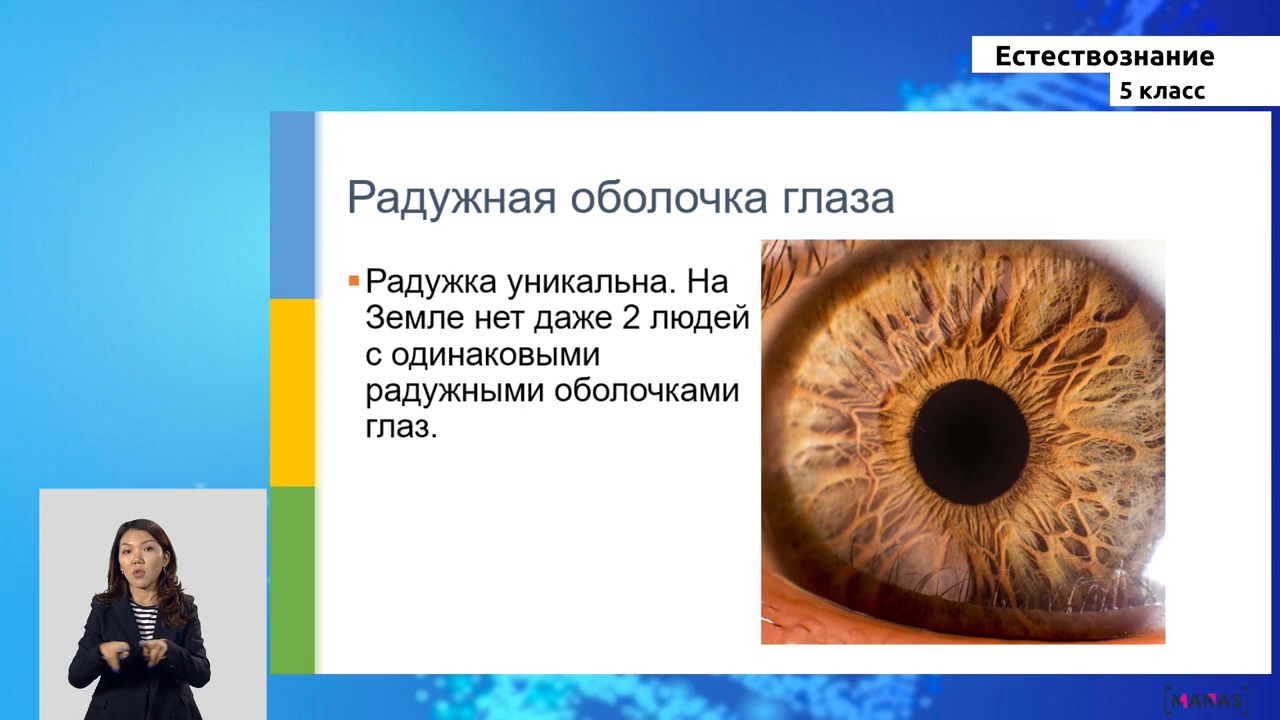 Естествознание
5 класс
Радужная оболочка глаза
Радужка уникальна. На
Земле нет даже 2 людей
с одинаковыми
радужными оболочками
глаз.
MANAS